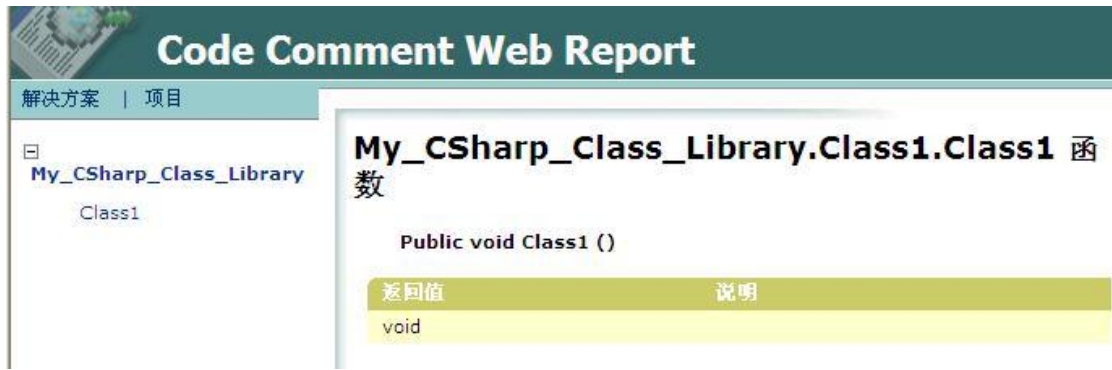 Code Comment Web Report
解决方案 | 项目
My_CSharp_Class_Library
Class1
My_CSharp_Class_Library.Class1.Class1 函
数
Public void Class1 ()
返回值 说明
void